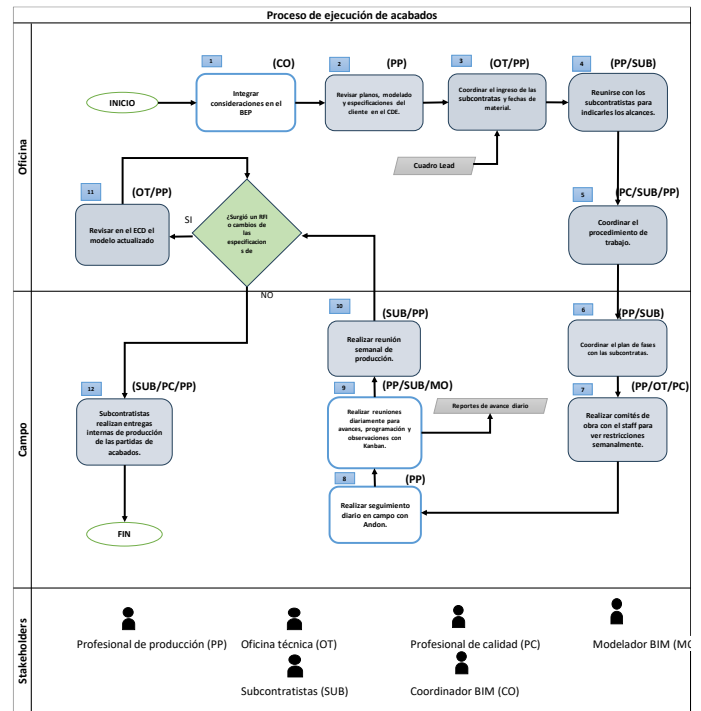 Proceso de ejecución de acabados
Oficina
1
(CO)
Integrar
consideraciones en el
BEP
2
(PP)
Revisar planos, modelado
y especificiones del
cliente en el CDE.
3
(OT/PP)
Coordinar el ingreso de las
subcontratas y fechas de
material.
4
(PP/SUB)
Reunirse con los
subcontratistas para
indicarles los alcances.
INICIO
Cuadro Lead
11
(OT/PP)
Revisar en el ECD el
modelo actualizado
SI
¿Surgió un RFI
o cambios de
las
especificacion
s de
NO
5
(PC/SUB/PP)
Coordinar el
procedimiento de
trabajo.
Campo
6
(PP/SUB)
Coordinar el plan de fases
con las subcontratas.
7
(PP/OT/PC)
Realizar comités de
obra con el staff para
ver restricciones
semanalmente.
10
(SUB/PP)
Realizar reunión
semanal de
producción.
9
(PP/SUB/MO)
Realizar reuniones
diariamente para
avances, programación y
observaciones con
Kanban.
Reportes de avance diario
8
(PP)
Realizar seguimiento
diario en campo con
Andon.
12
(SUB/PC/PP)
Subcontratistas
realizan entregas
internas de producción
de las partidas de
acabados.
FIN
Stakeholders
Profesional de producción (PP)
Oficina técnica (OT)
Profesional de calidad (PC)
Modelador BIM (MO
Subcontratistas (SUB)
Coordinador BIM (CO)